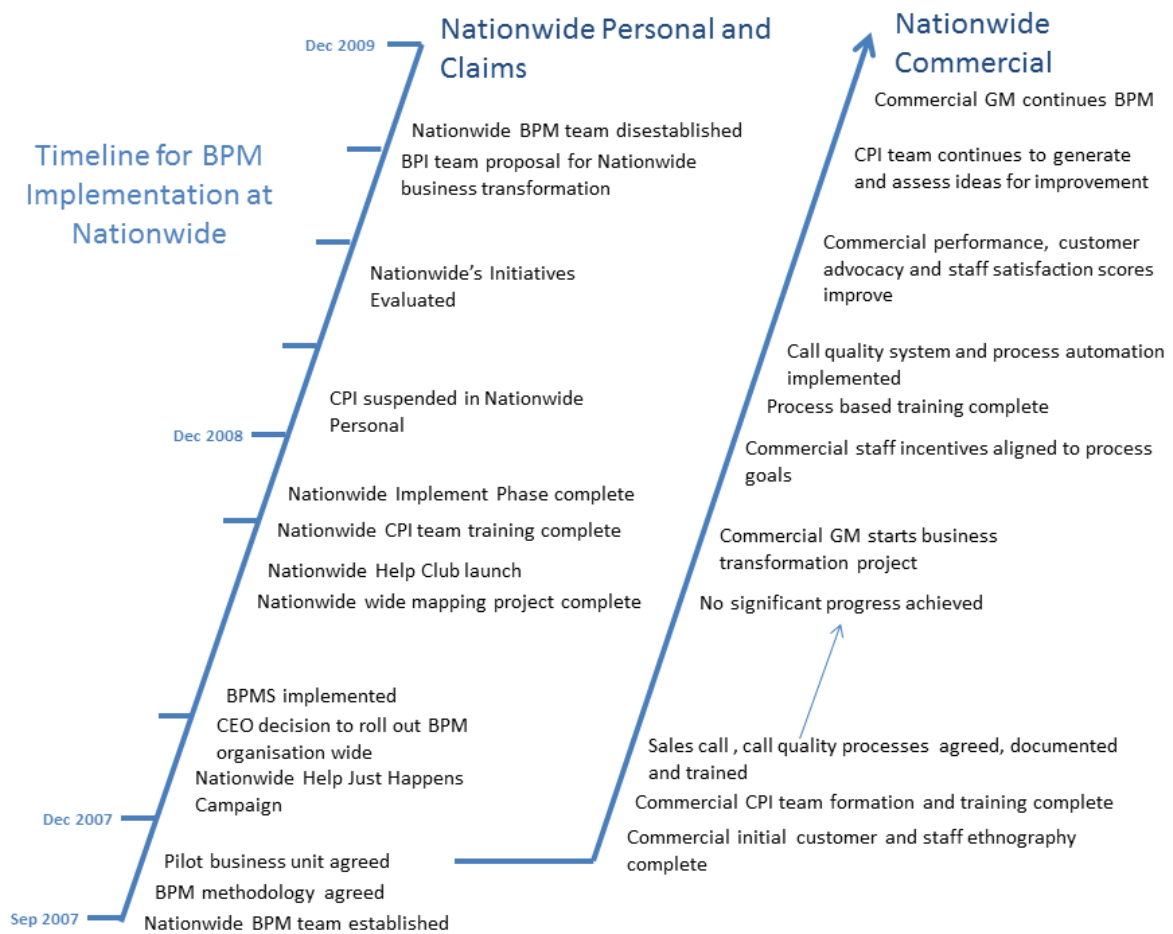 Timeline for BPM
Implementation at
Nationwide
Nationwide Personal and
Claims
Dec 2009
Nationwide BPM team disestablished
BPI team proposal for Nationwide
business transformation
Nationwide's Initiatives
Evaluated
CPI suspended in Nationwide
Personal
Dec 2008
Nationwide Implement Phase complete
Nationwide CPI team training complete
Nationwide Help Club launch
Nationwide wide mapping project complete
BPMS implemented
CEO decision to roll out BPM
organisation wide
Nationwide Help Just Happens
Campaign
Dec 2007
Pilot business unit agreed
BPM methodology agreed
Sep 2007
Nationwide BPM team established
Nationwide
Commercial
Commercial GM continues BPM
CPI team continues to generate
and assess ideas for improvement
Commercial performance, customer
advocacy and staff satisfaction scores
improve
Call quality system and process automation
implemented
Process based training complete
Commercial staff incentives aligned to process
goals
Commercial GM starts business
transformation project
No significant progress achieved
Sales call , call quality processes agreed, documented
and trained
Commercial CPI team formation and training complete
Commercial initial customer and staff ethnography
complete